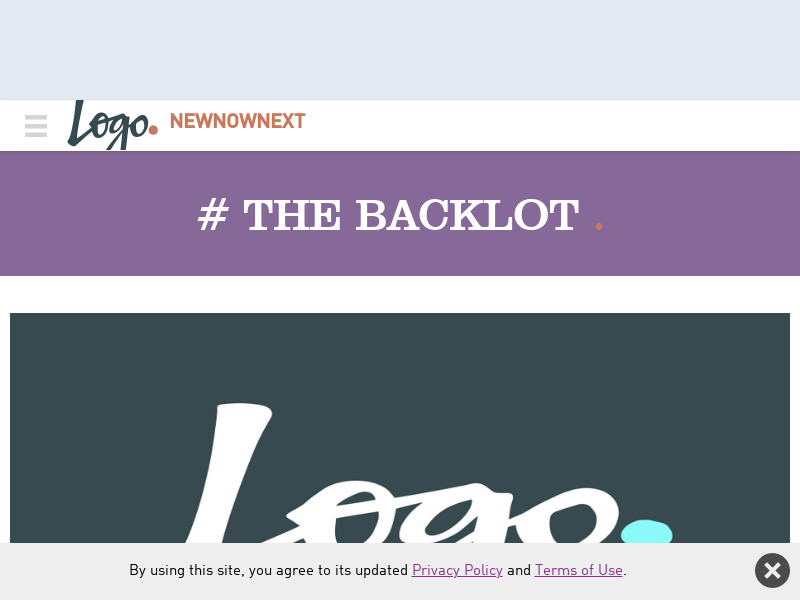 Logo.
NEWNOWNEXT
# THE BACKLOT .
Logo.
By using this site, you agree to its updated Privacy Policy and Terms of Use.